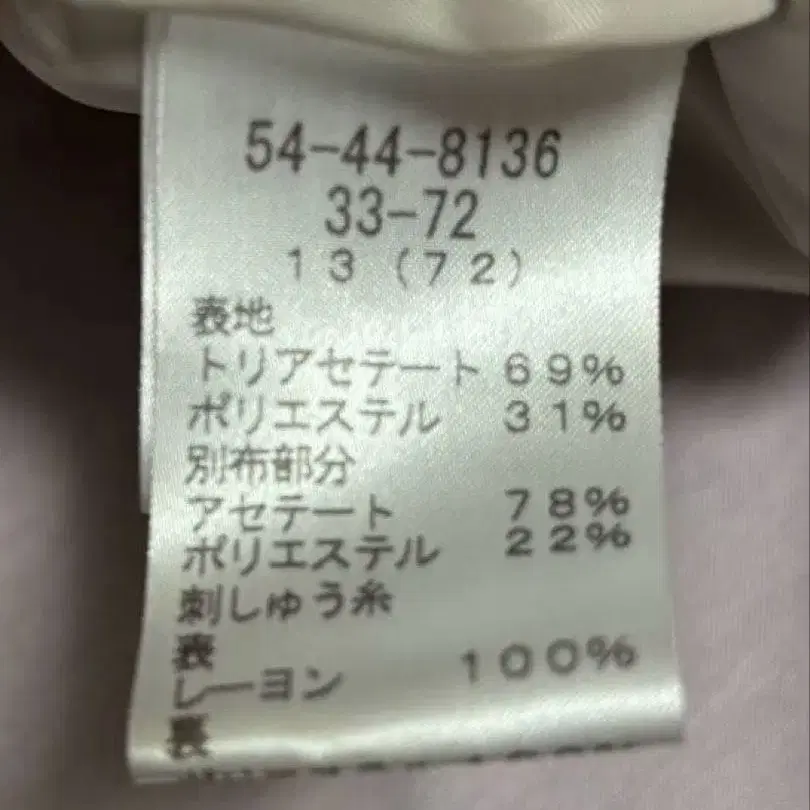 54-44-8136
33-72
13(72)
表地
トリアセテート 69%
ポリエステル 31%
別布部分
アセテート 78%
ポリエステル 22%
刺しゅう糸
表
レーヨン 100%